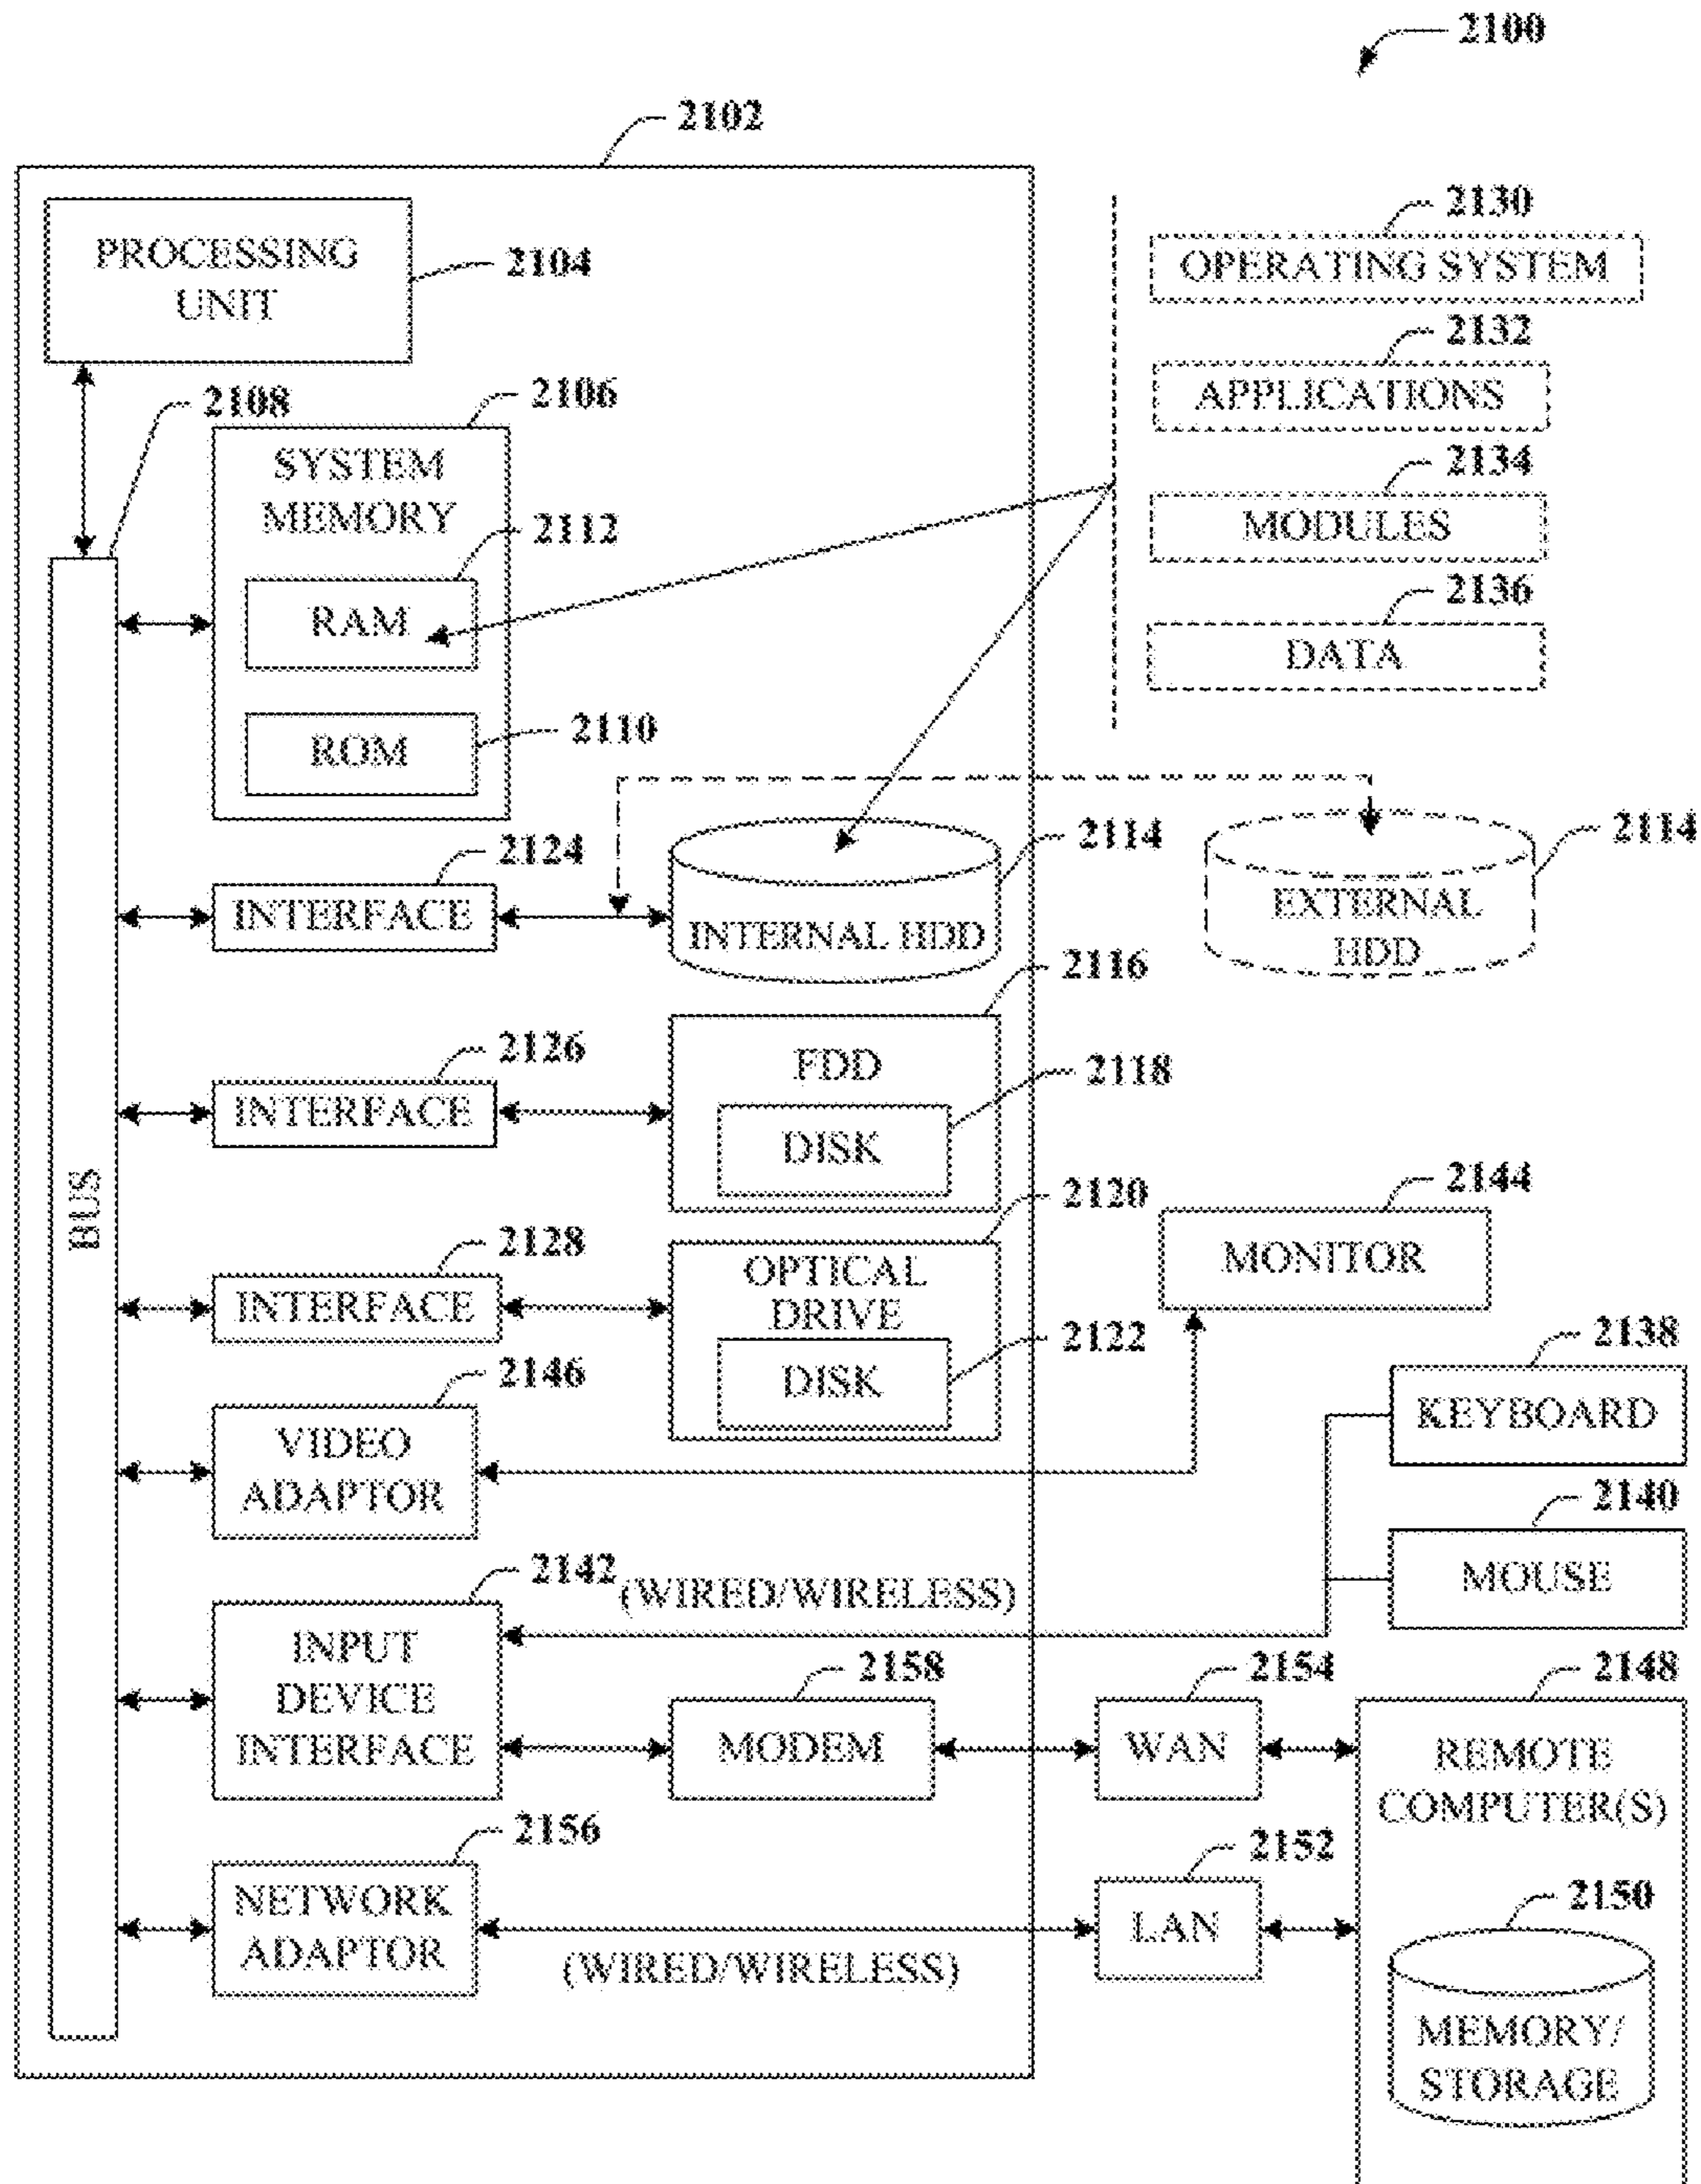 2100
2102
PROCESSING
UNIT
2104
2130
OPERATING SYSTEM
2132
APPLICATIONS
2134
MODULES
2136
DATA
2108
2106
SYSTEM
MEMORY
2112
RAM
2110
ROM
BUS
2124
INTERFACE
2114
INTERNAL HDD
2114
EXTERNAL
HDD
2126
INTERFACE
2116
FDD
2118
DISK
2128
INTERFACE
2120
OPTICAL
DRIVE
2122
DISK
2144
MONITOR
2146
VIDEO
ADAPTOR
2138
KEYBOARD
2140
MOUSE
2142
(WIRED/WIRELESS)
INPUT
DEVICE
INTERFACE
2158
MODEM
2154
WAN
2148
REMOTE
COMPUTER(S)
2156
NETWORK
ADAPTOR
(WIRED/WIRELESS)
2152
LAN
2150
MEMORY/
STORAGE